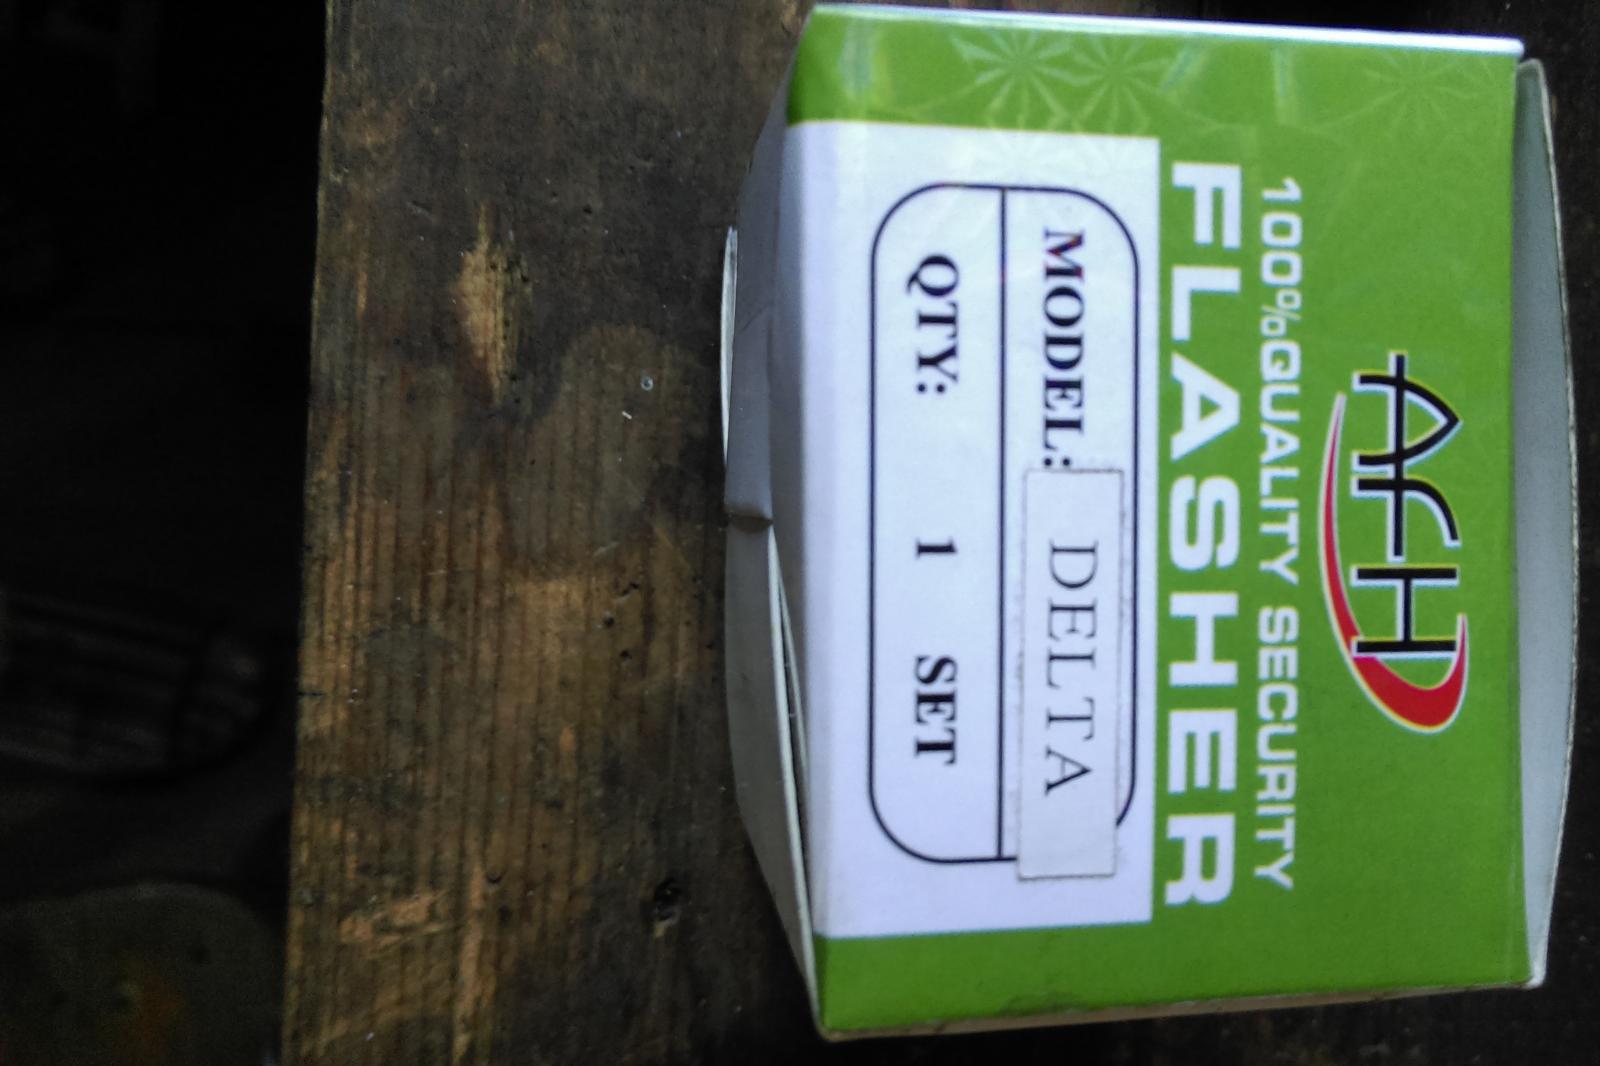 AFH
100%QUALITY SECURITY
FLASHER
MODEL: DELTA
QTY: 1 SET